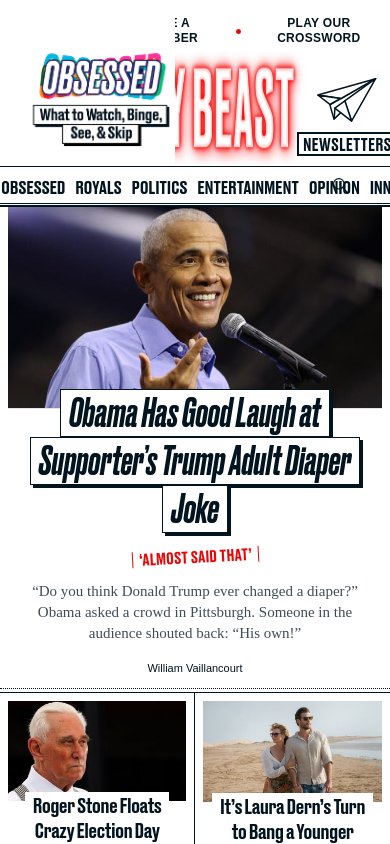 E A
BER
PLAY OUR
CROSSWORD
OBSESSED
What to Watch, Binge,
See, & Skip
Y BEAST
NEWSLETTERS
OBSESSED ROYALS POLITICS ENTERTAINMENT OPINION INN
Obama Has Good Laugh at
Supporter’s Trump Adult Diaper
Joke
‘ALMOST SAID THAT’
“Do you think Donald Trump ever changed a diaper?”
Obama asked a crowd in Pittsburgh. Someone in the
audience shouted back: “His own!”
William Vaillancourt
Roger Stone Floats
Crazy Election Day
It’s Laura Dern’s Turn
to Bang a Younger